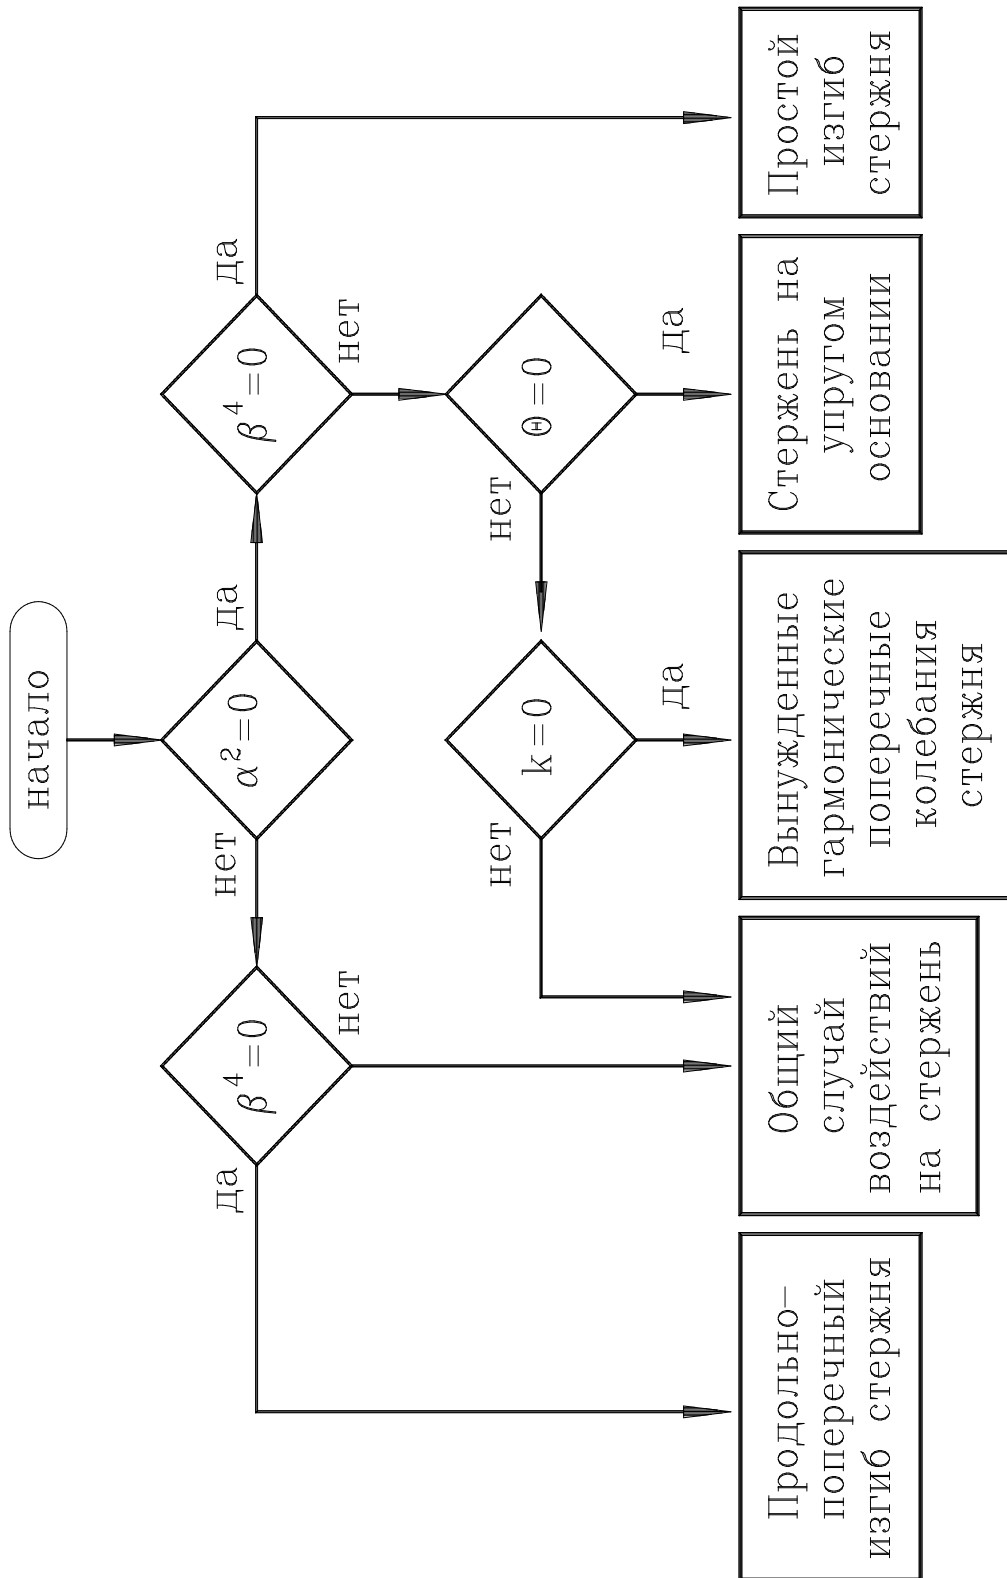 начало
α²=0
нет
Да
β⁴=0
Да
нет
β⁴=0
Да
нет
Θ=0
нет
Да
k=0
нет
Да
Продольно-
поперечный
изгиб стержня
Общий
случай
воздействий
на стержень
Вынужденные
гармонические
поперечные
колебания
стержня
Стержень на
упругом
основании
Простой
изгиб
стержня